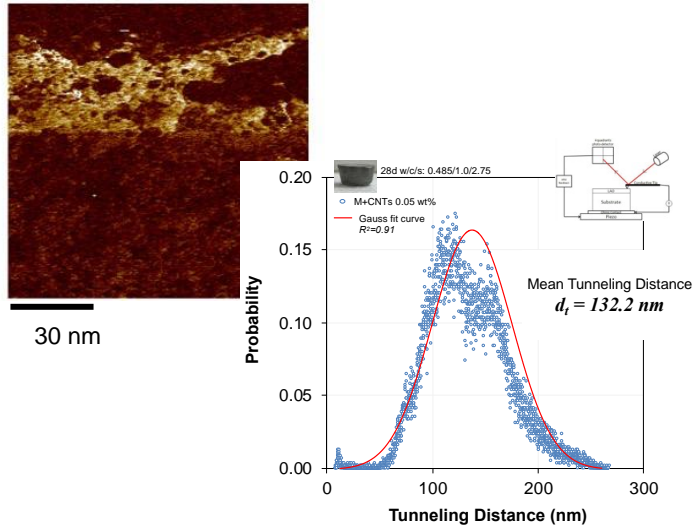 30 nm
28d w/c/s: 0.485/1.0/2.75
M+CNTs 0.05 wt%
Gauss fit curve
R²=0.91
Mean Tunneling Distance
dt = 132.2 nm
Substrate
Probability
0.20
0.15
0.10
0.05
0.00
0
100
200
300
Tunneling Distance (nm)